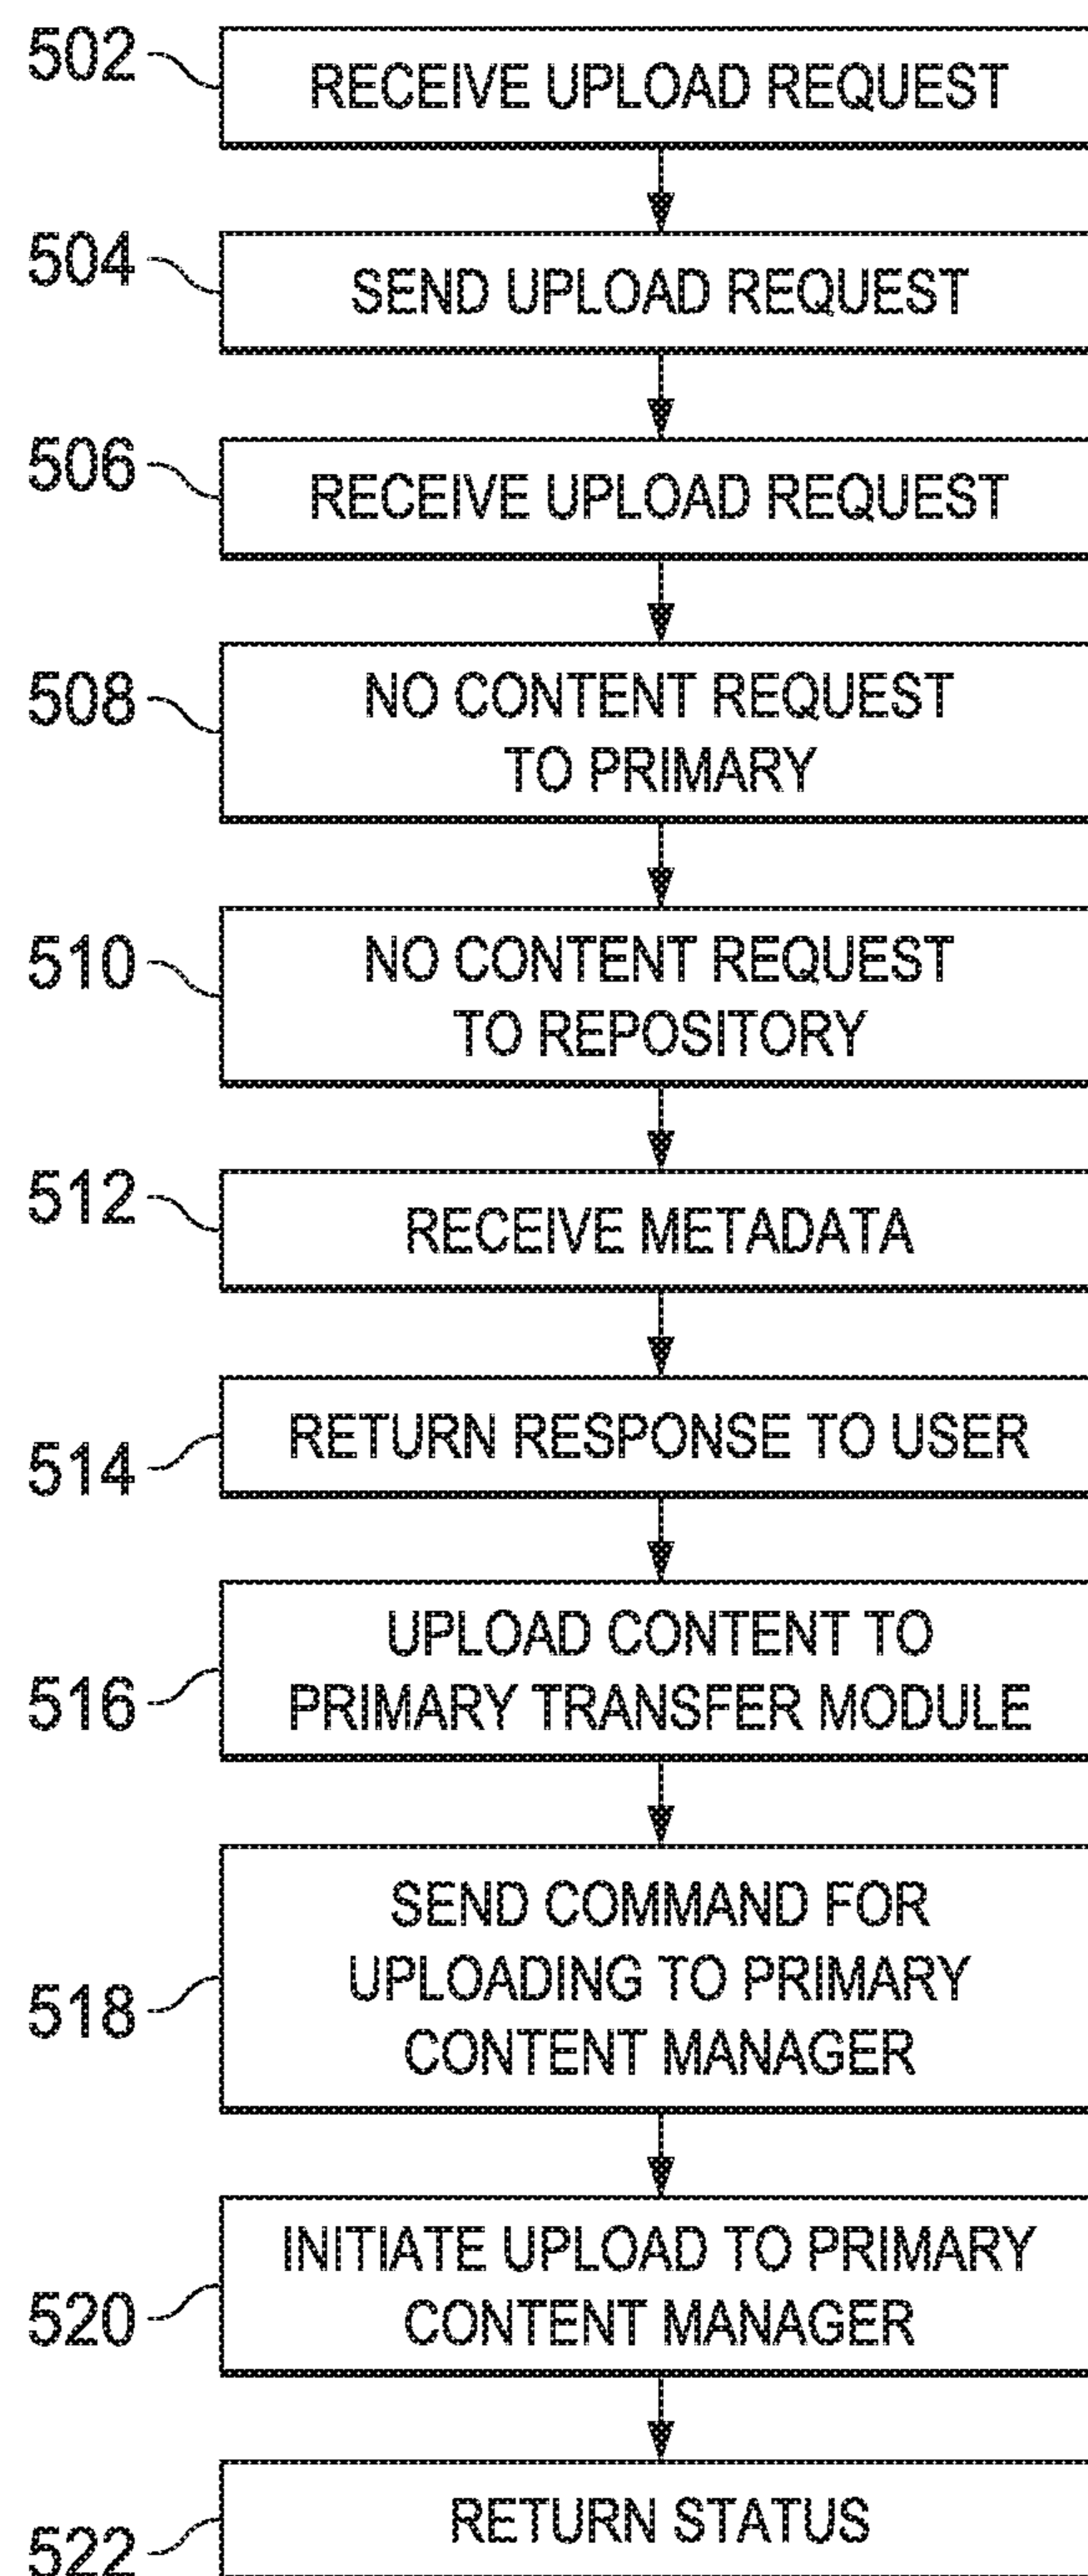 502
RECEIVE UPLOAD REQUEST
504
SEND UPLOAD REQUEST
506
RECEIVE UPLOAD REQUEST
508
NO CONTENT REQUEST
TO PRIMARY
510
NO CONTENT REQUEST
TO REPOSITORY
512
RECEIVE METADATA
514
RETURN RESPONSE TO USER
516
UPLOAD CONTENT TO
PRIMARY TRANSFER MODULE
518
SEND COMMAND FOR
UPLOADING TO PRIMARY
CONTENT MANAGER
520
INITIATE UPLOAD TO PRIMARY
CONTENT MANAGER
522
RETURN STATUS